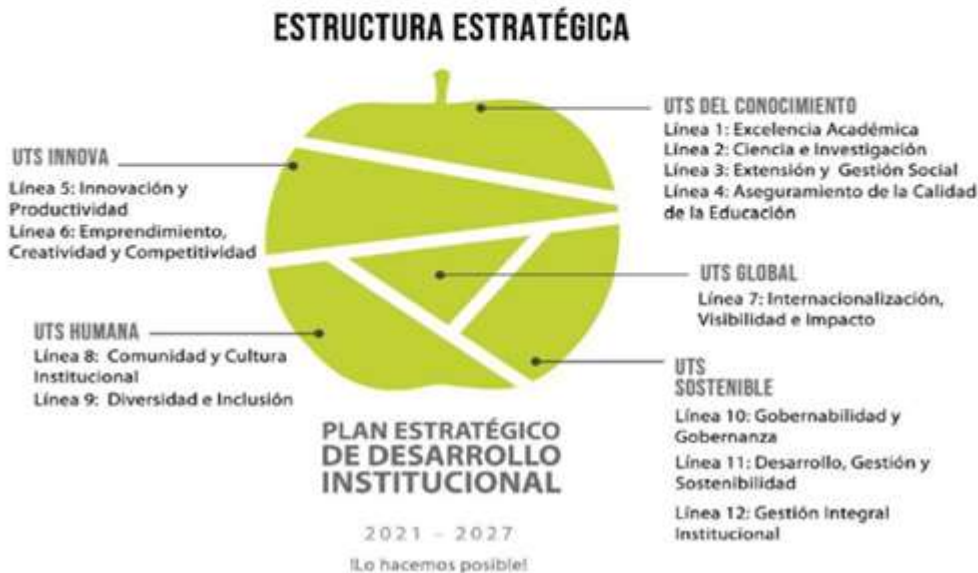 ESTRUCTURA ESTRATÉGICA
UTS DEL CONOCIMIENTO
Línea 1: Excelencia Académica
Línea 2: Ciencia e Investigación
Línea 3: Extensión y Gestión Social
Línea 4: Aseguramiento de la Calidad
de la Educación
UTS INNOVA
Línea 5: Innovación y
Productividad
Línea 6: Emprendimiento,
Creatividad y Competitividad
UTS GLOBAL
Línea 7: Internacionalización,
Visibilidad e Impacto
UTS HUMANA
Línea 8: Comunidad y Cultura
Institucional
Línea 9: Diversidad e Inclusión
UTS
SOSTENIBLE
Línea 10: Gobernabilidad y
Gobernanza
Línea 11: Desarrollo, Gestión y
Sostenibilidad
Línea 12: Gestión Integral
Institucional
PLAN ESTRATÉGICO
DE DESARROLLO
INSTITUCIONAL
2021 - 2027
!Lo hacemos posible!